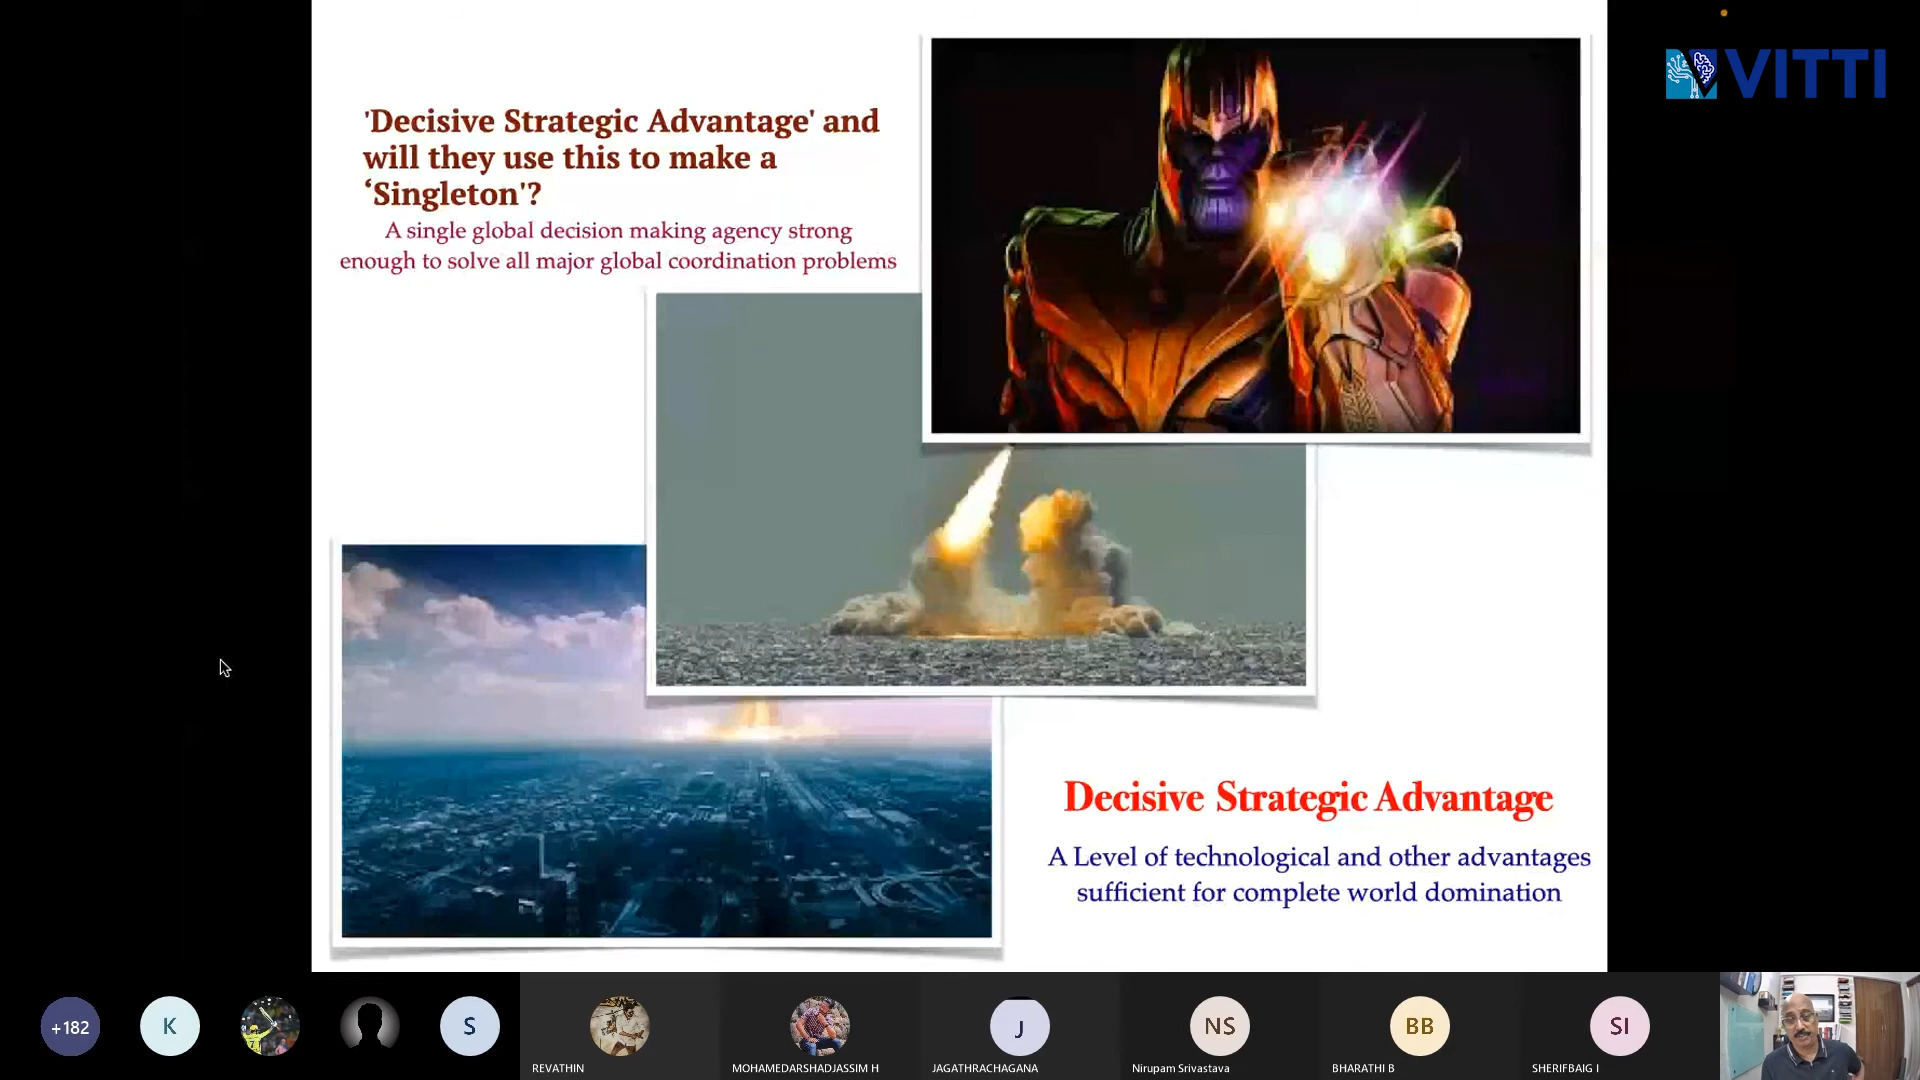 VITTI
'Decisive Strategic Advantage' and
will they use this to make a
‘Singleton'?
A single global decision making agency strong
enough to solve all major global coordination problems
Decisive Strategic Advantage
A Level of technological and other advantages
sufficient for complete world domination
+182
K
S
J
NS
BB
SI
REVATHIN
MOHAMEDARSHADJASSIM H
JAGATHRACHAGANA
Nirupam Srivastava
BHARATHI B
SHERIFBAIG I